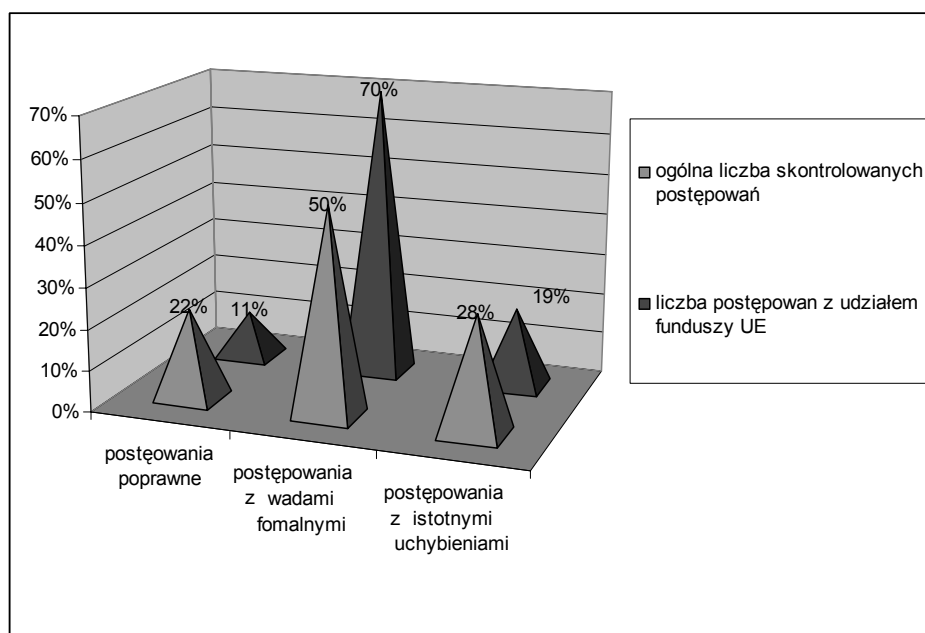 70%
60%
50%
40%
30%
20%
10%
0%
22%
11%
50%
70%
28%
19%
postęowania
poprawne
postępowania
z wadami
fomalnymi
postępowania
z istotnymi
uchybieniami
ogólna liczba skontrolowanych
postępowań
liczba postępowan z udziałem
funduszy UE